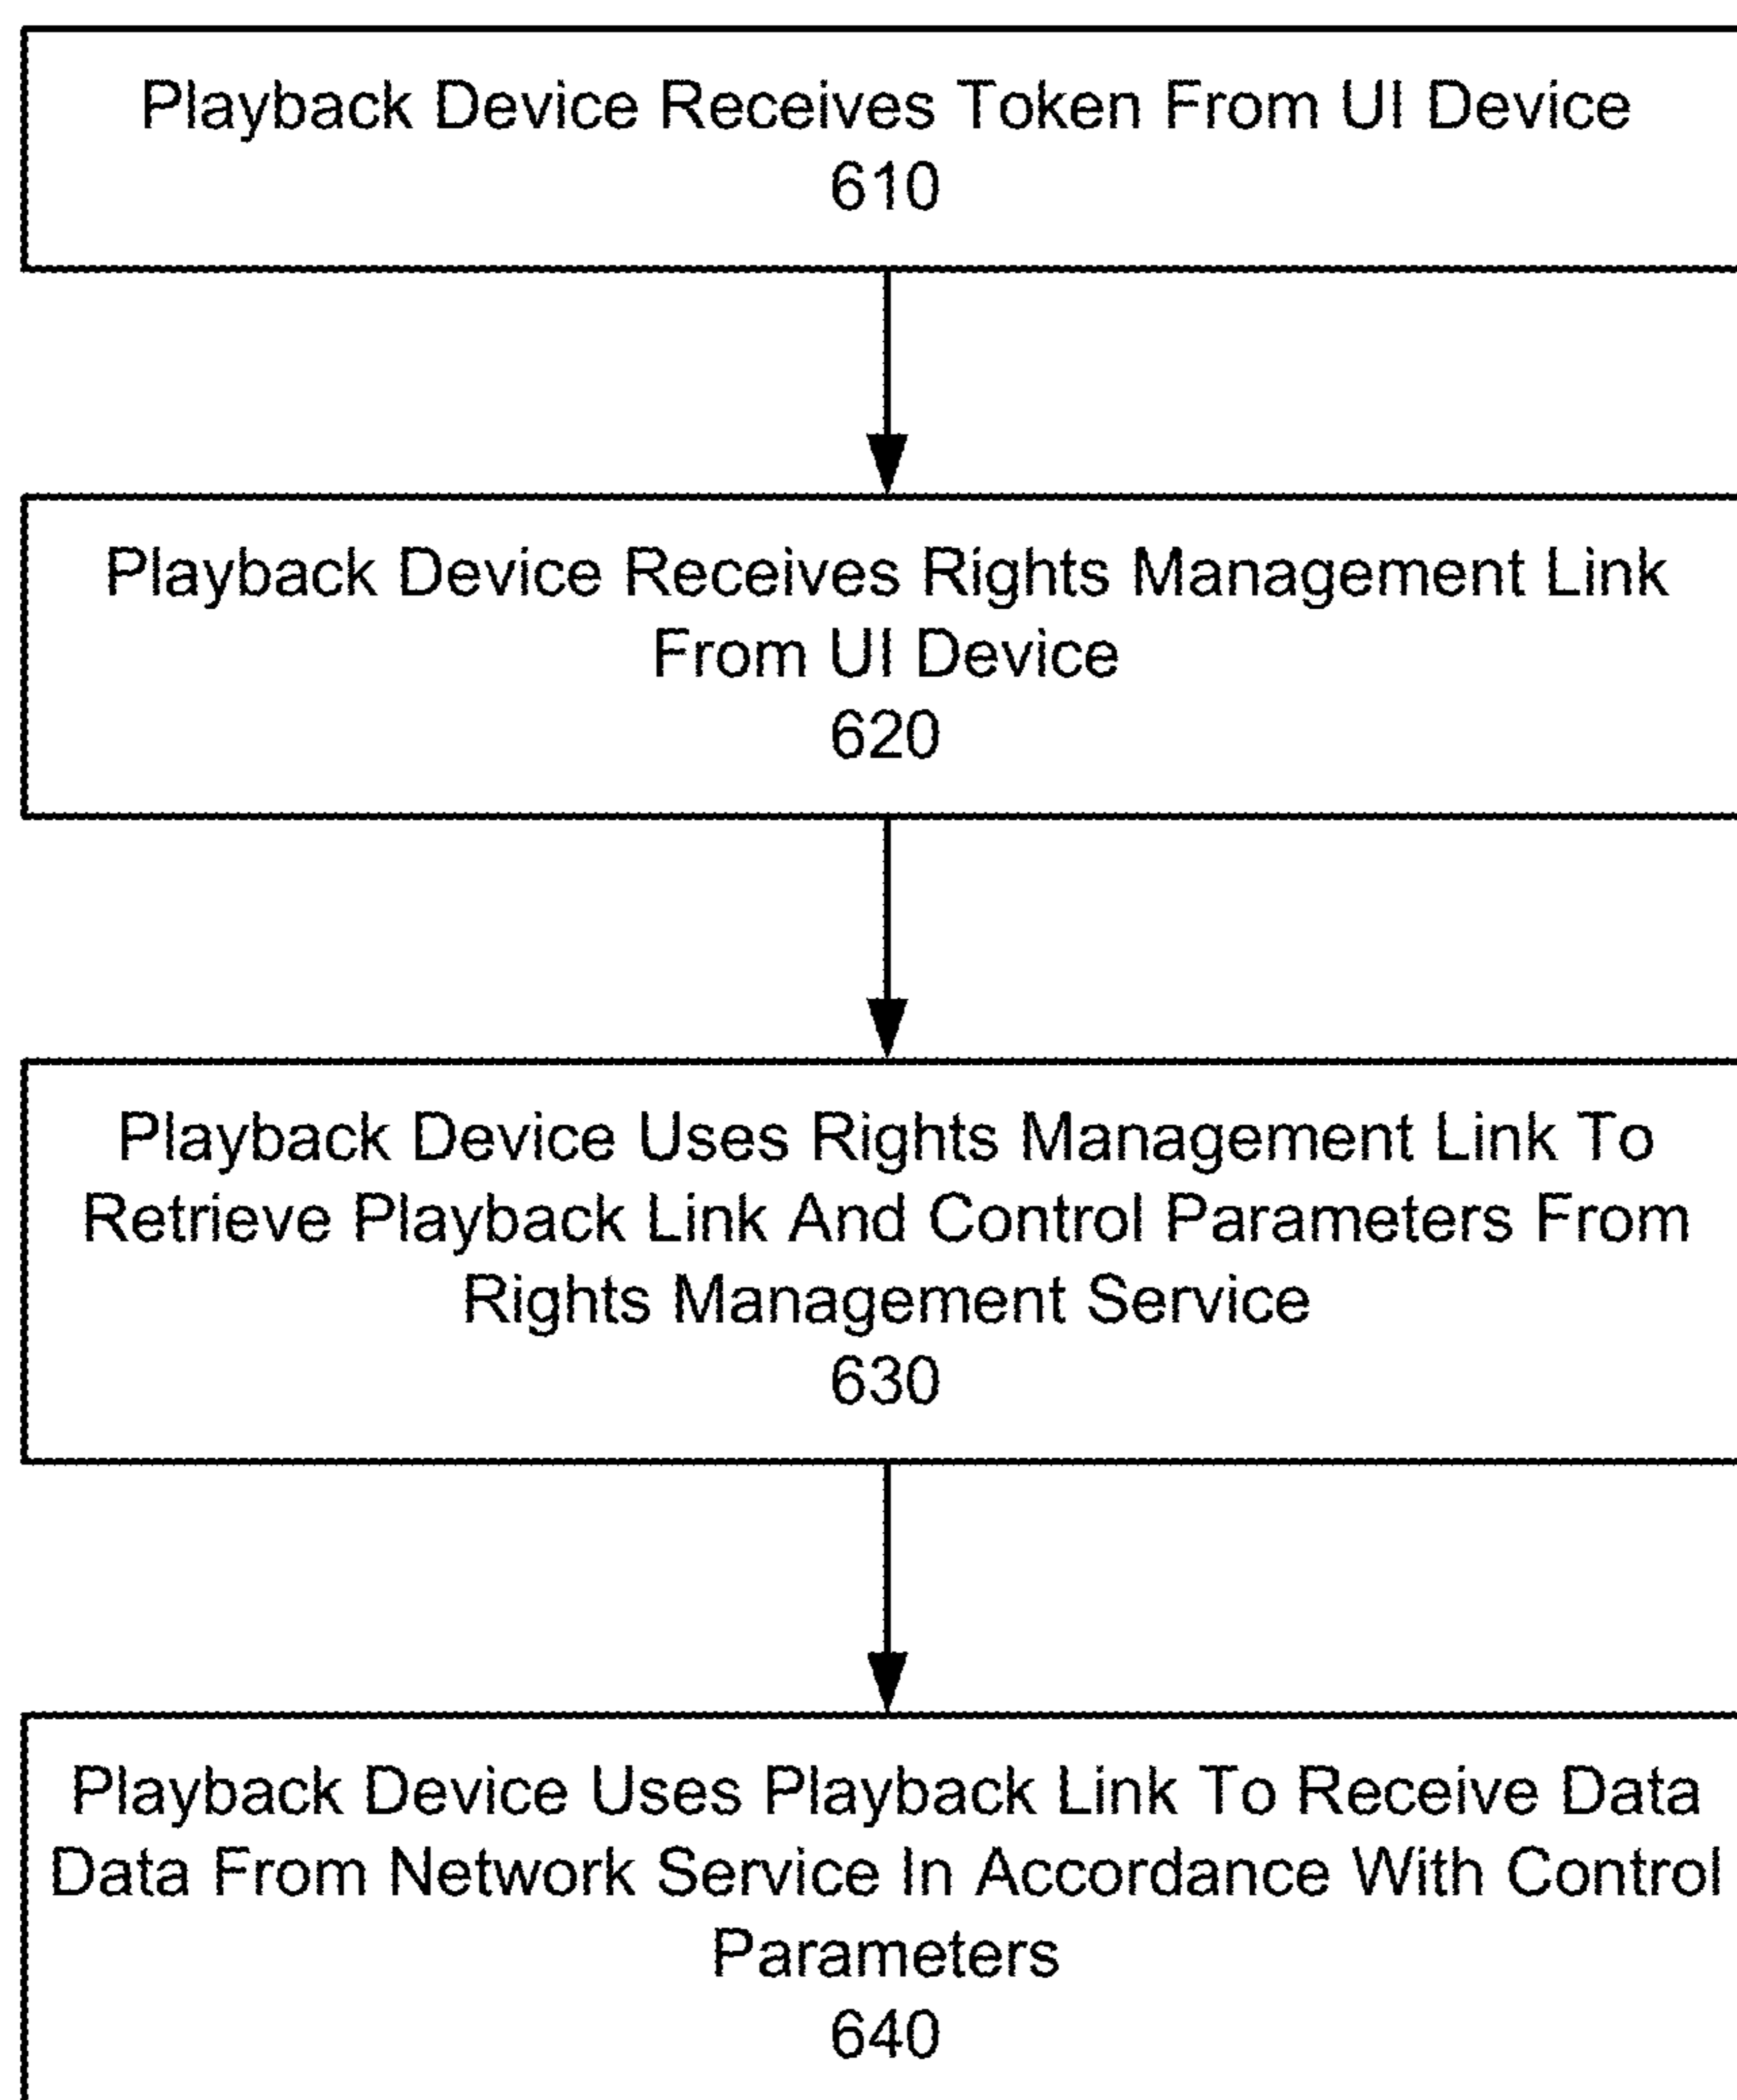 Playback Device Receives Token From UI Device
610
Playback Device Receives Rights Management Link
From UI Device
620
Playback Device Uses Rights Management Link To
Retrieve Playback Link And Control Parameters From
Rights Management Service
630
Playback Device Uses Playback Link To Receive Data
Data From Network Service In Accordance With Control
Parameters
640